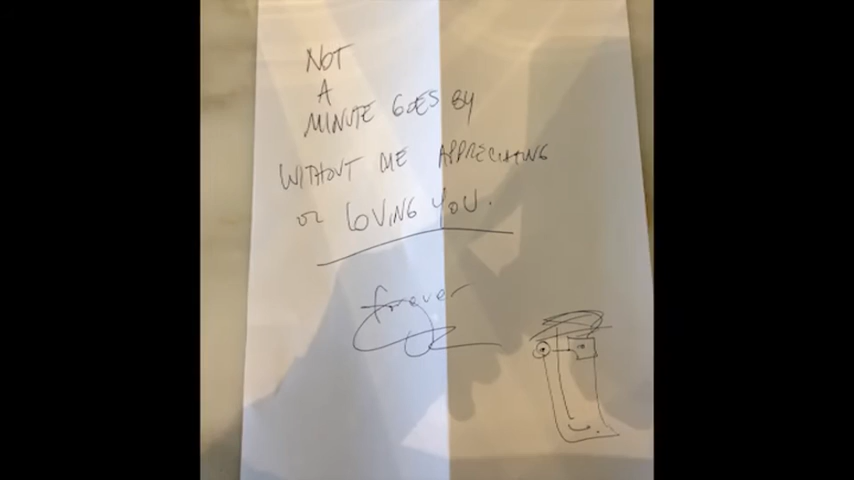 NOT
A
MINUTE GOES BY
WITHOUT ME APPRECIATING
OR LOVING YOU.
forever